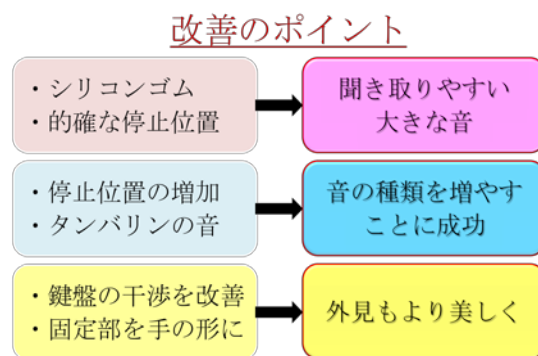 改善のポイント
・シリコンゴム
・的確な停止位置
聞き取りやすい
大きな音
・停止位置の増加
・タンバリンの音
音の種類を増やす
ことに成功
・鍵盤の干渉を改善
・固定部を手の形に
外見もより美しく